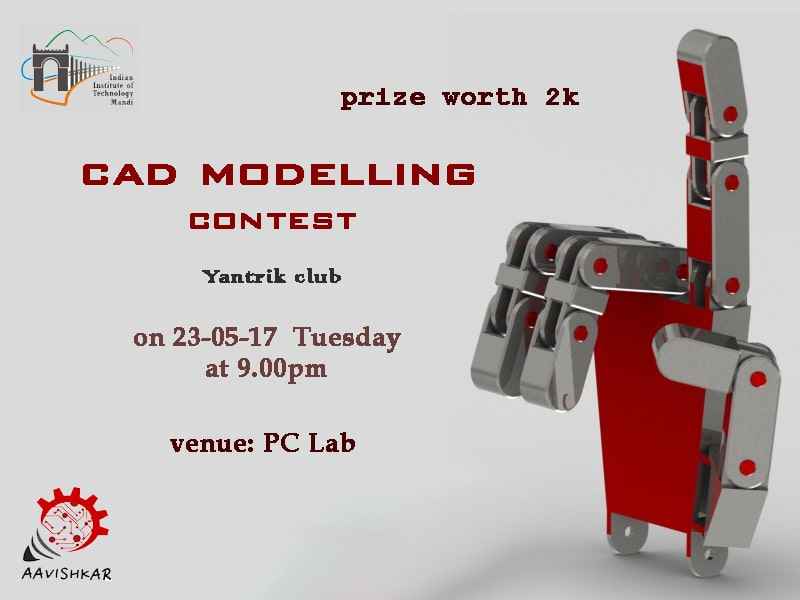 Indian
Institute of
Technology
Mandi
prize worth 2k
CAD MODELLING
CONTEST
Yantrik club
on 23-05-17 Tuesday
at 9.00pm
venue: PC Lab
AAVISHKAR